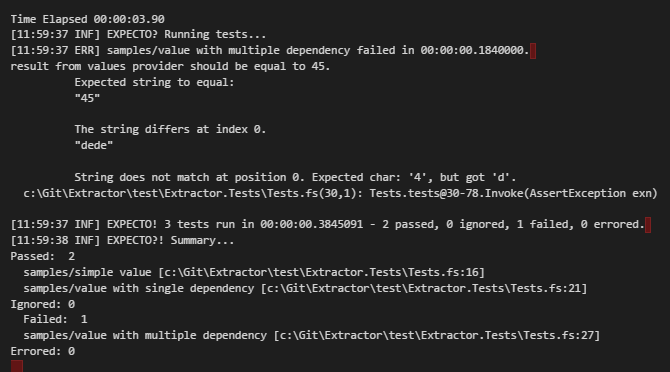 Time Elapsed 00:00:03.90
[11:59:37 INF] EXPECTO? Running tests...
[11:59:37 ERR] samples/value with multiple dependency failed in 00:00:00.1840000.
result from values provider should be equal to 45.
Expected string to equal:
"45"
The string differs at index 0.
"dede"
String does not match at position 0. Expected char: '4', but got 'd'.
c:\Git\Extractor\test\Extractor.Tests\Tests.fs(30,1): Tests.tests@30-78.Invoke(AssertException exn)
[11:59:37 INF] EXPECTO! 3 tests run in 00:00:00.3845091 - 2 passed, 0 ignored, 1 failed, 0 errored.
[11:59:38 INF] EXPECTO?! Summary...
Passed:  2
samples/simple value [c:\Git\Extractor\test\Extractor.Tests\Tests.fs:16]
samples/value with single dependency [c:\Git\Extractor\test\Extractor.Tests\Tests.fs:21]
Ignored: 0
Failed:  1
samples/value with multiple dependency [c:\Git\Extractor\test\Extractor.Tests\Tests.fs:27]
Errored: 0